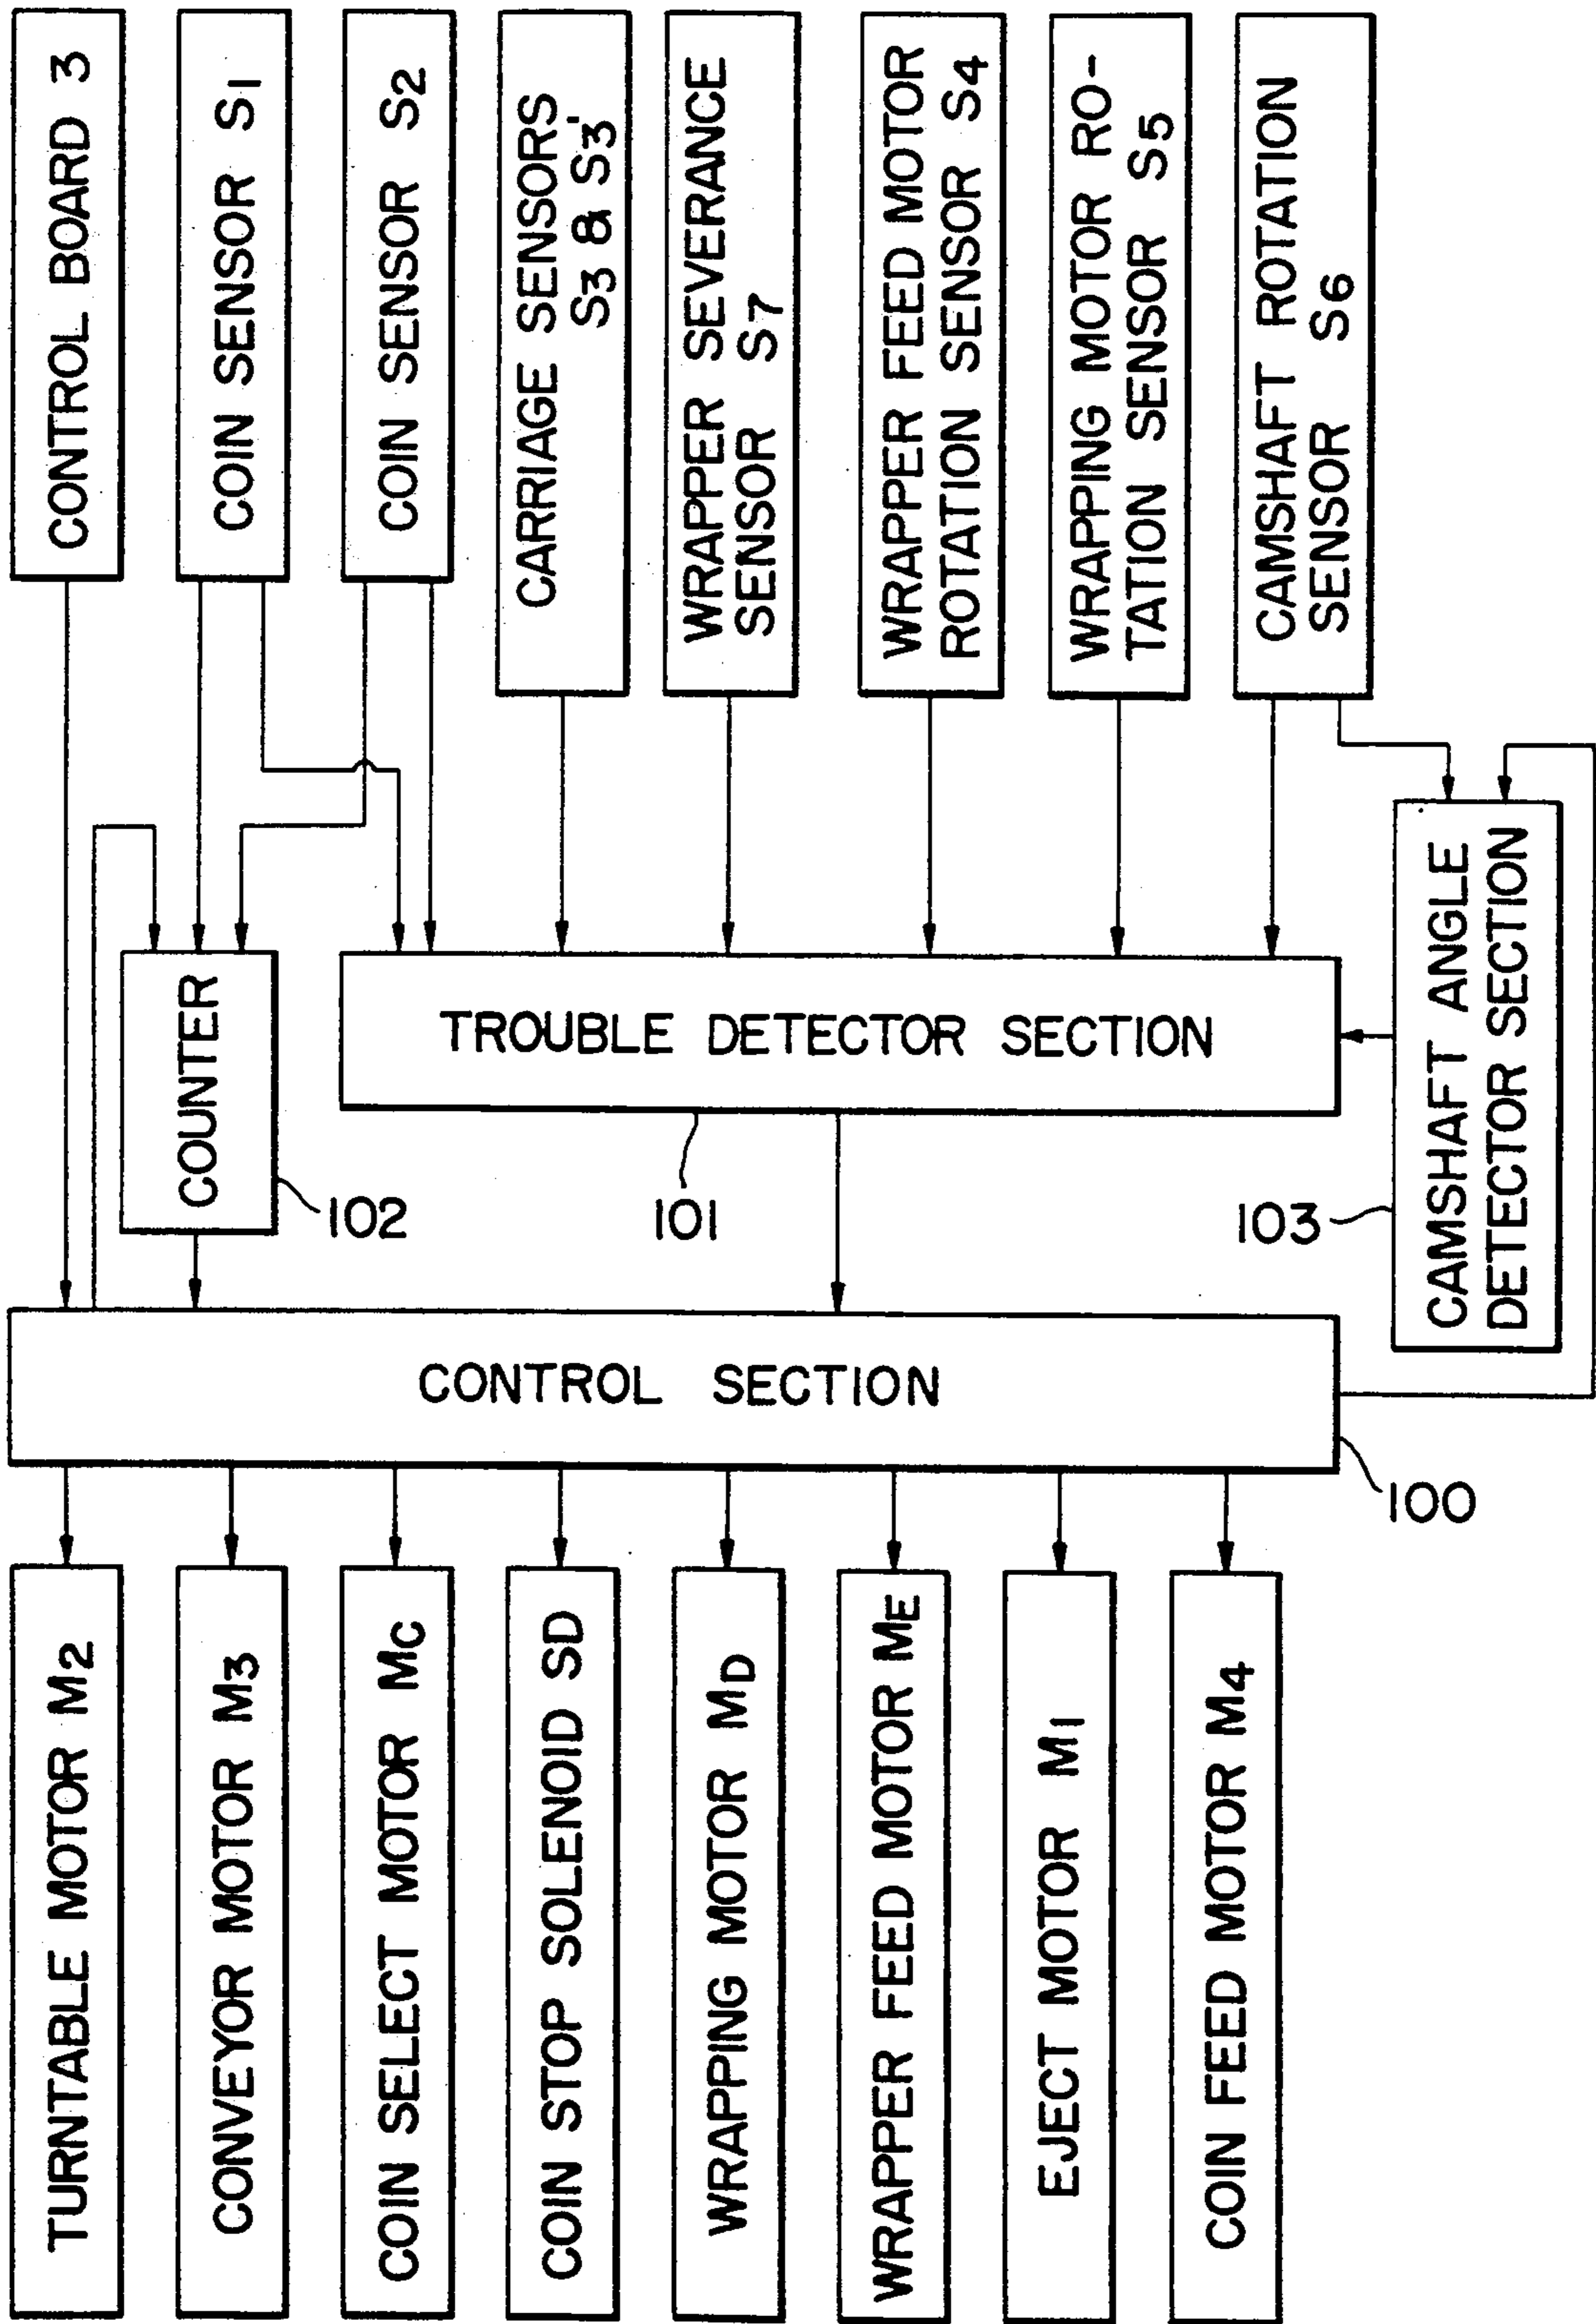 CONTROL BOARD 3
COIN SENSOR S1
COIN SENSOR S2
CARRIAGE SENSORS
S3 & S3'
WRAPPER SEVERANCE
SENSOR S7
WRAPPER FEED MOTOR
ROTATION SENSOR S4
WRAPPING MOTOR RO-
TATION SENSOR S5
CAMSHAFT ROTATION
SENSOR S6
COUNTER
102
TROUBLE DETECTOR SECTION
101
CAMSHAFT ANGLE
DETECTOR SECTION
103
CONTROL SECTION
100
TURNTABLE MOTOR M2
CONVEYOR MOTOR M3
COIN SELECT MOTOR MC
COIN STOP SOLENOID SD
WRAPPING MOTOR MD
WRAPPER FEED MOTOR ME
EJECT MOTOR M1
COIN FEED MOTOR M4